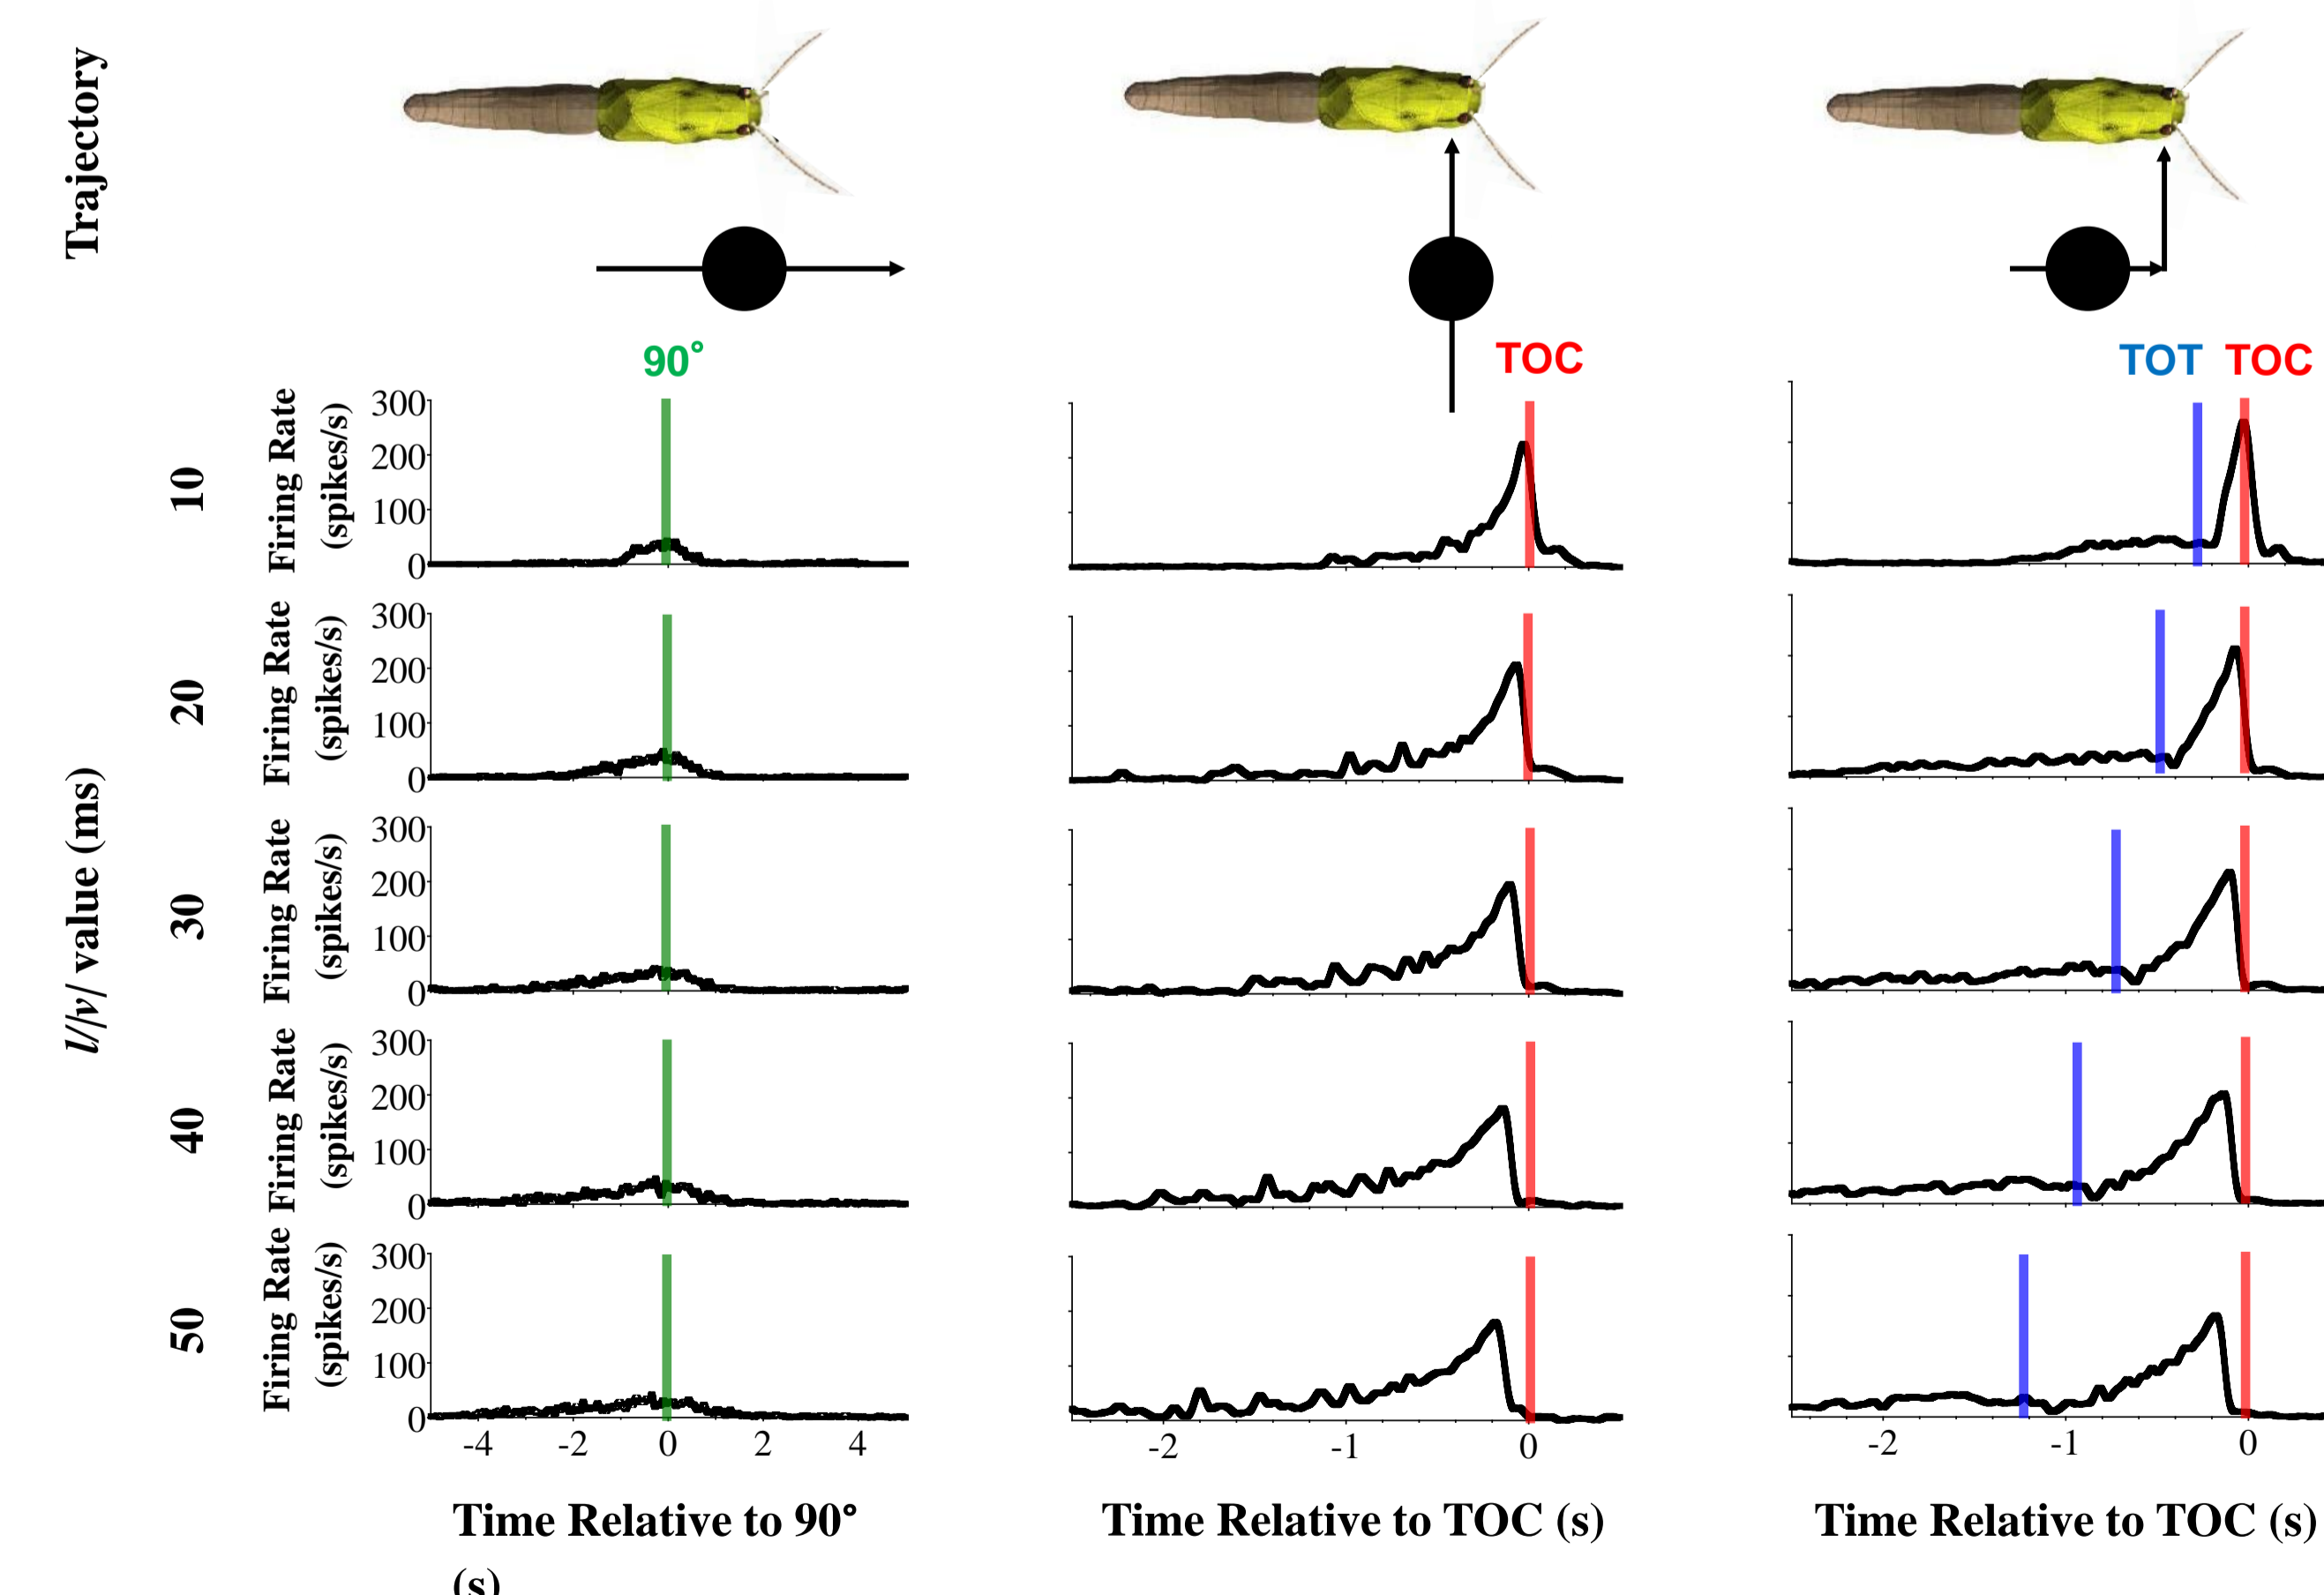 Trajectory
90°
TOC
TOT TOC
l/|v| value (ms)
10
Firing Rate
(spikes/s)
300
200
100
0
20
Firing Rate
(spikes/s)
300
200
100
0
30
Firing Rate
(spikes/s)
300
200
100
0
40
Firing Rate
(spikes/s)
300
200
100
0
50
Firing Rate
(spikes/s)
300
200
100
0
-4 -2 0 2 4
-2 -1 0
-2 -1 0
Time Relative to 90°
(s)
Time Relative to TOC (s)
Time Relative to TOC (s)